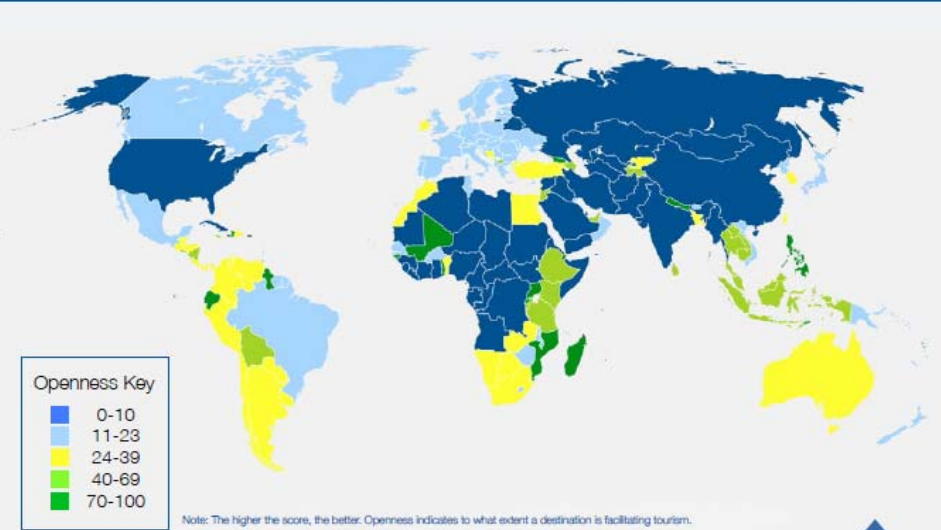 Openness Key
0-10
11-23
24-39
40-69
70-100
Note: The higher the score, the better. Openness indicates to what extent a destination is facilitating tourism.